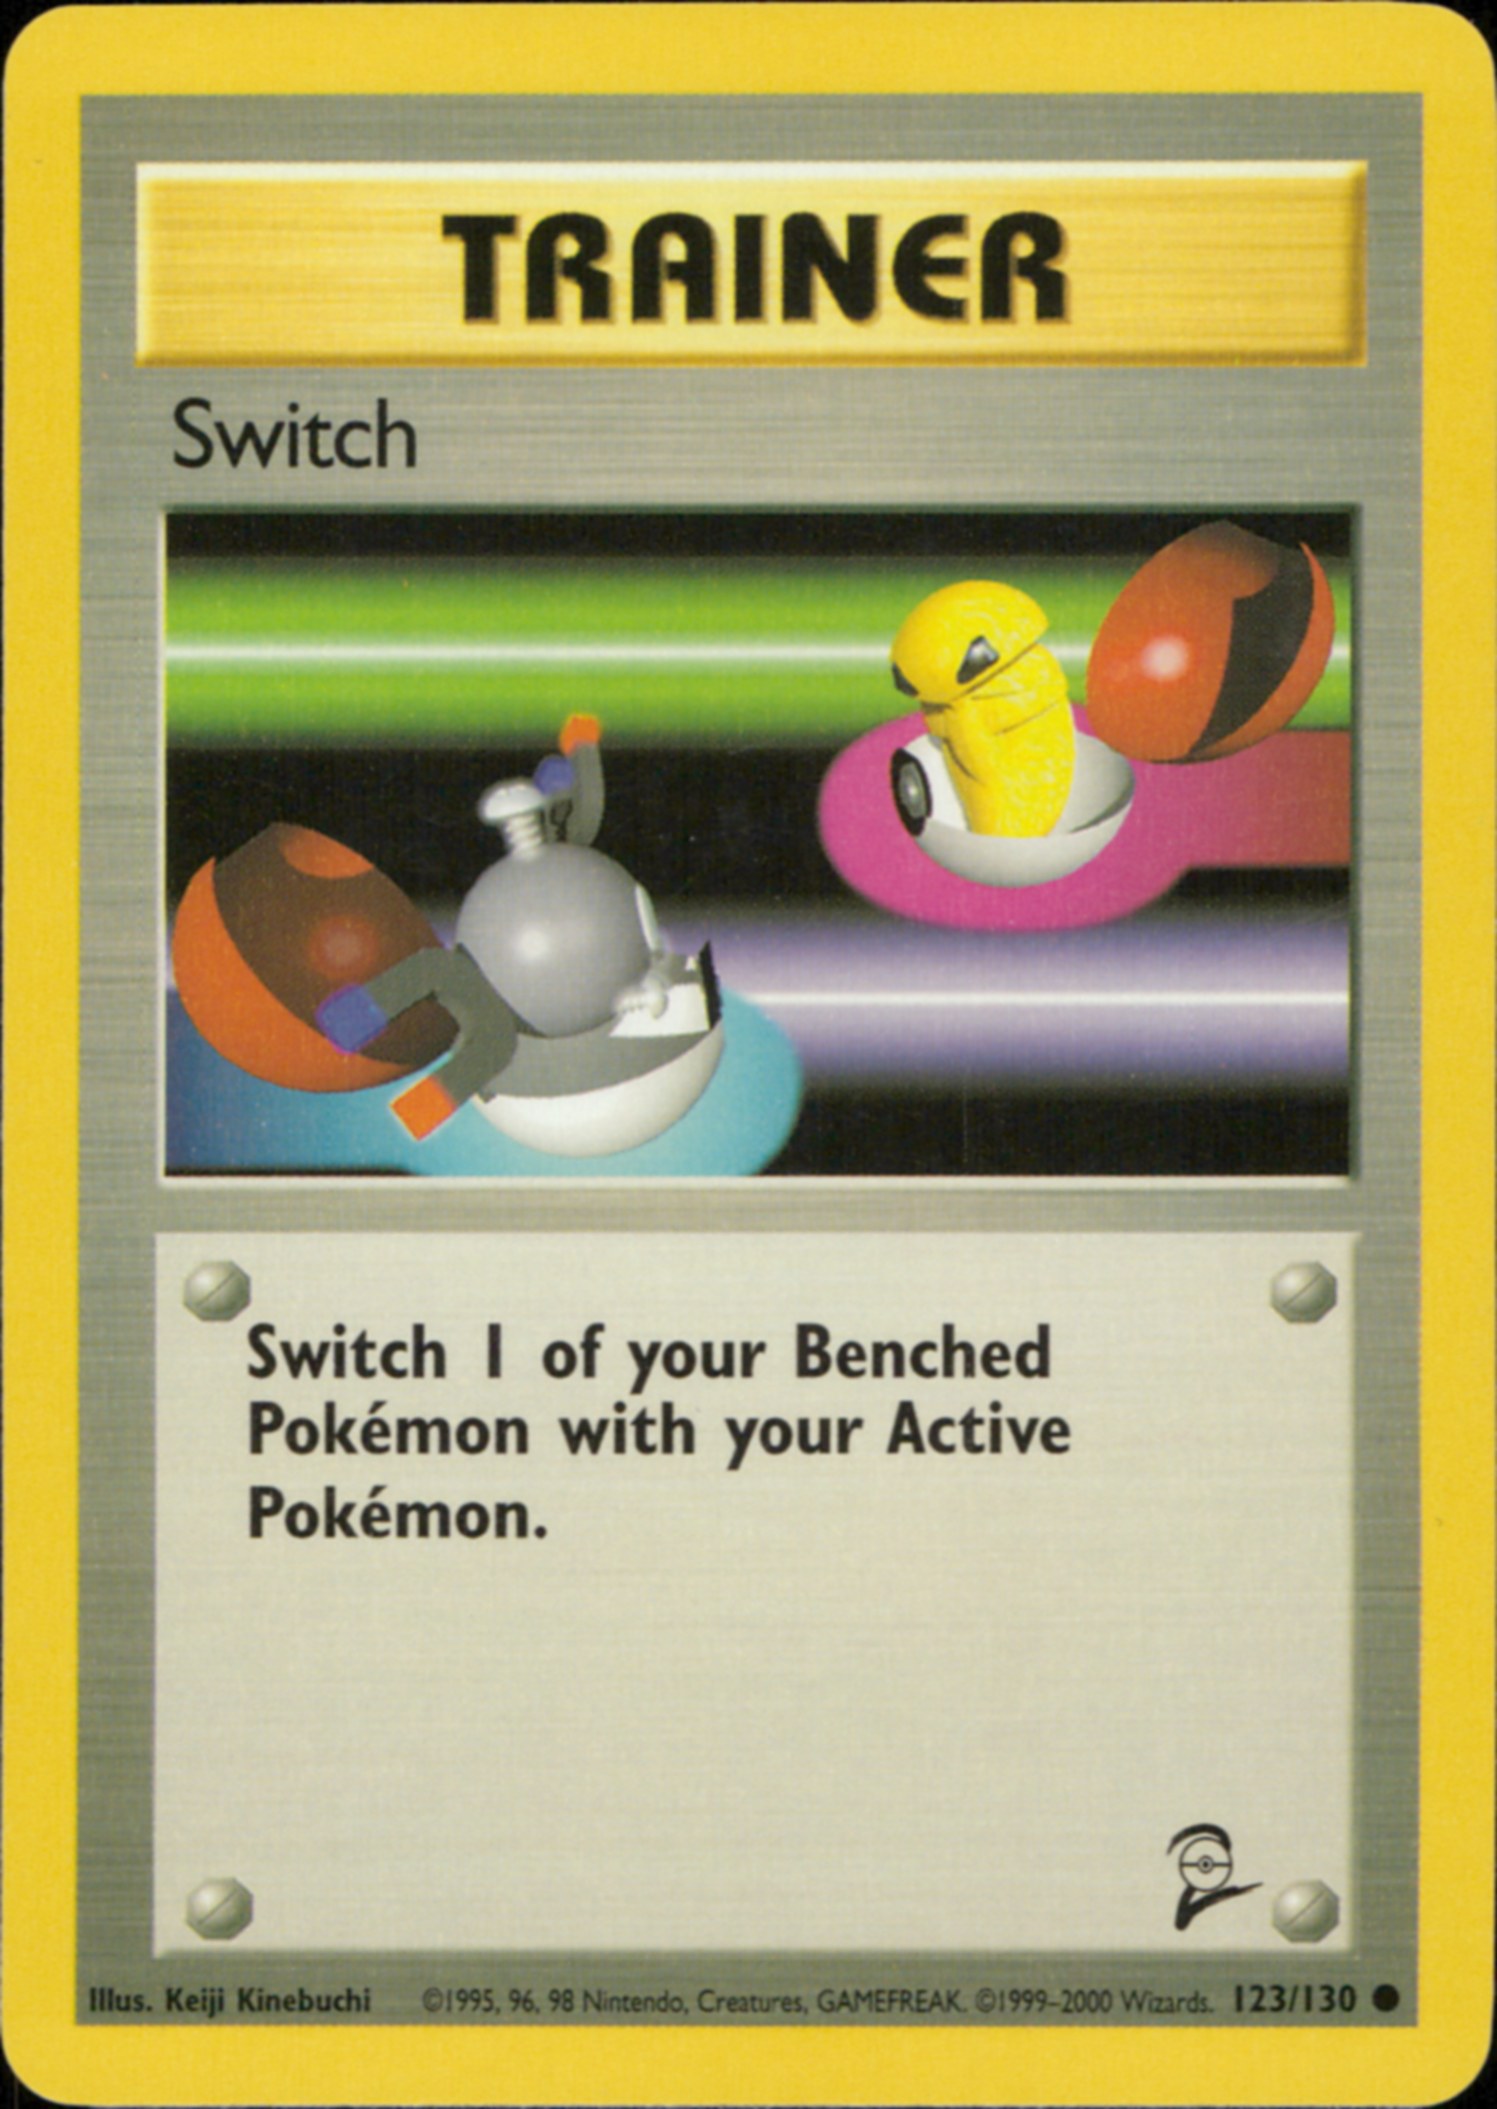 TRAINER
Switch
Switch 1 of your Benched
Pokémon with your Active
Pokémon.
Illus. Keiji Kinebuchi ©1995, 96, 98 Nintendo, Creatures, GAMEFREAK. ©1999–2000 Wizards. 123/130 ●